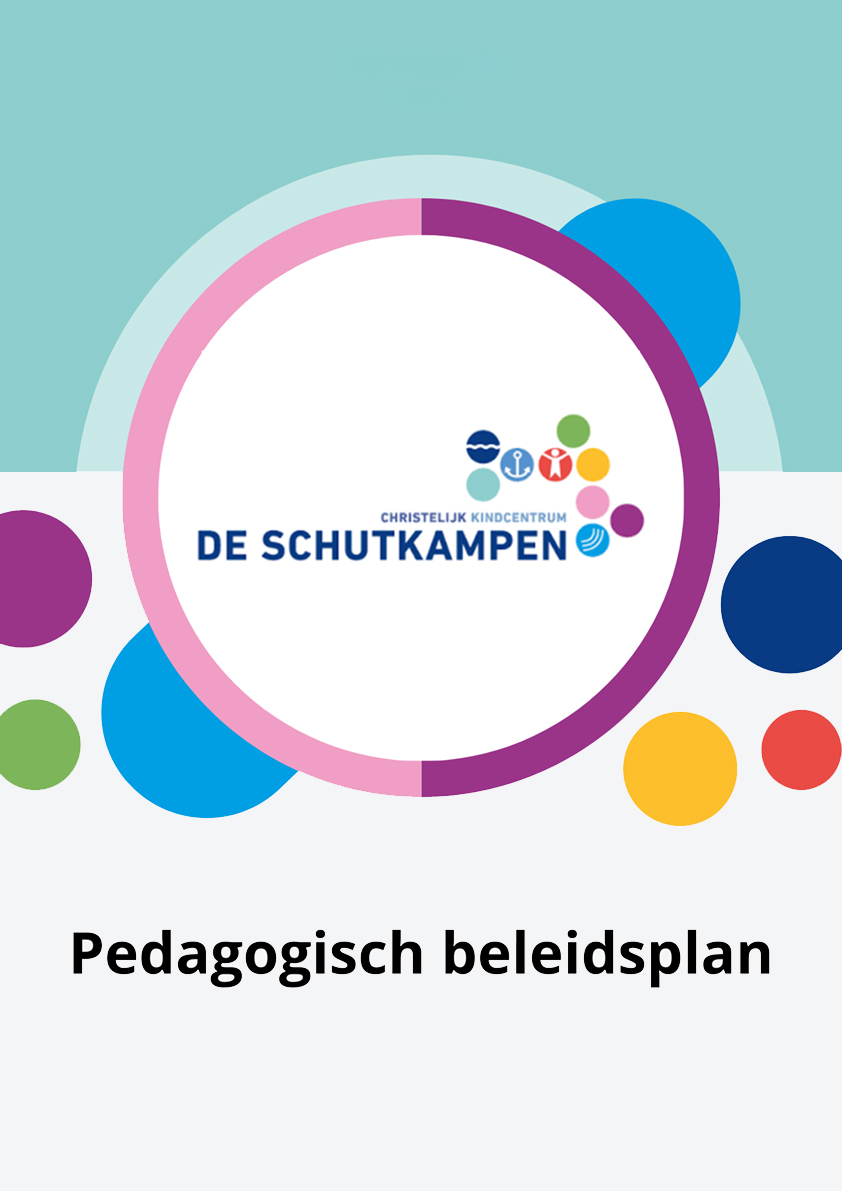 CHRISTELIJK KINDCENTRUM
DE SCHUTKAMPEN
Pedagogisch beleidsplan